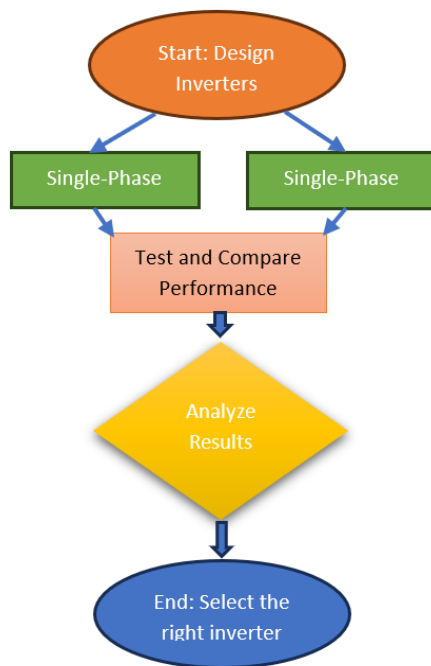 Start: Design
Inverters
Single-Phase
Single-Phase
Test and Compare
Performance
Analyze
Results
End: Select the
right inverter